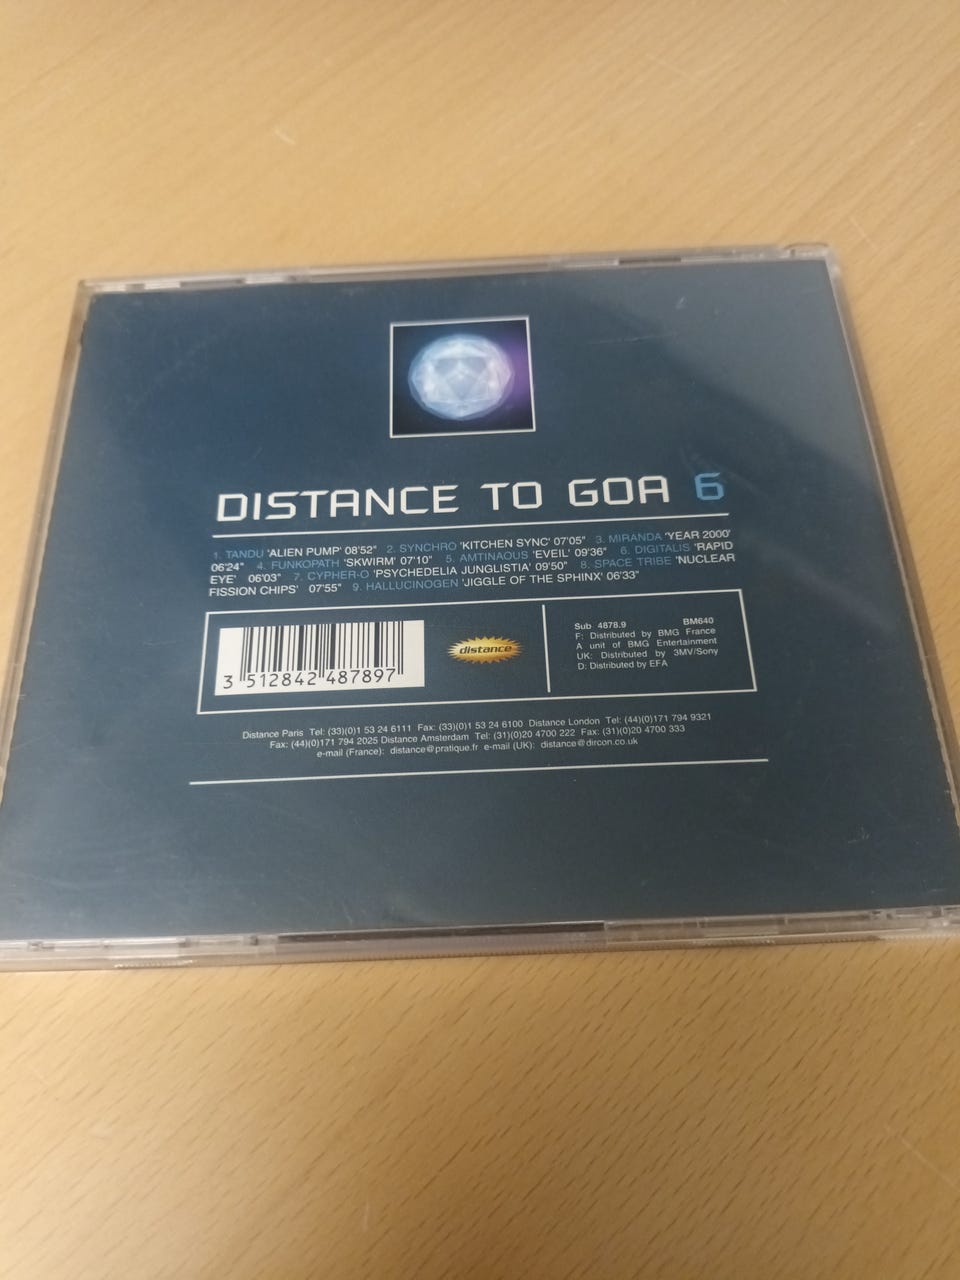 DISTANCE TO GOA 6
1. TANDU 'ALIEN PUMP' 08'52" 2. SYNCHRO 'KITCHEN SYNC' 07'05" 3. MIRANDA 'YEAR 2000'
06'24" 4. FUNKOPATH 'SKWIRM' 07'10" 5. AMTINAOUS 'EVEIL' 09'36" 6. DIGITALIS 'RAPID
EYE' 06'03" 7. CYPHER-O 'PSYCHEDELIA JUNGLISTIA' 09'50" 8. SPACE TRIBE 'NUCLEAR
FISSION CHIPS' 07'55" 9. HALLUCINOGEN 'JIGGLE OF THE SPHINX' 06'33"
3 512842 487897
distance
Sub 4878.9 BM640
F: Distributed by BMG France
A unit of BMG Entertainment
UK: Distributed by 3MV/Sony
D: Distributed by EFA
Distance Paris Tel: (33)(0)1 53 24 6111 Fax: (33)(0)1 53 24 6100 Distance London Tel: (44)(0)171 794 9321
Fax: (44)(0)171 794 2025 Distance Amsterdam Tel: (31)(0)20 4700 222 Fax: (31)(0)20 4700 333
e-mail (France): distance@pratique.fr e-mail (UK): distance@dircon.co.uk